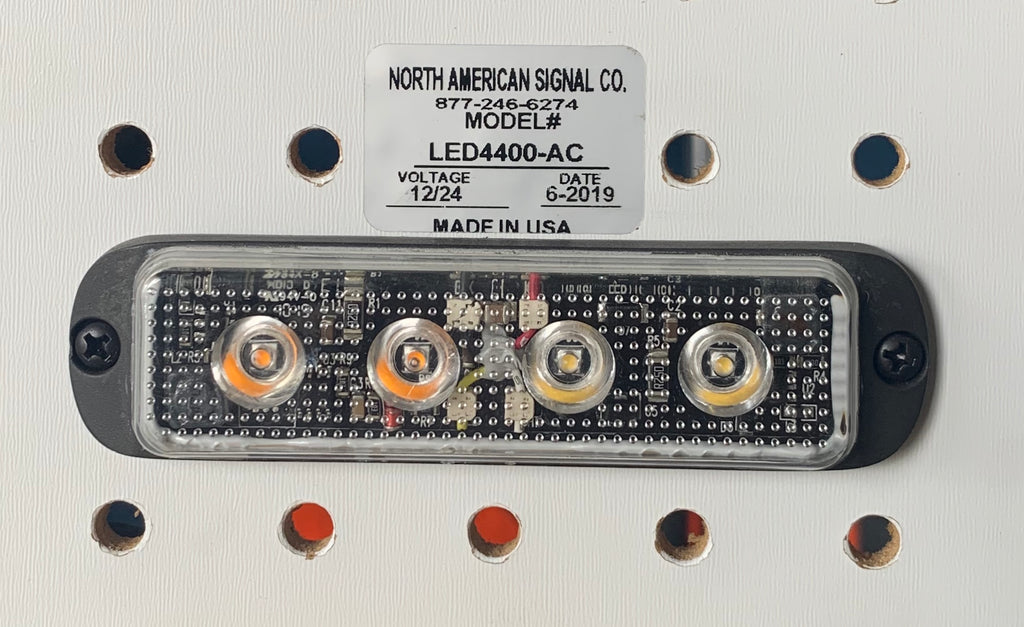 NORTH AMERICAN SIGNAL CO.
877-246-6274
MODEL#
LED4400-AC
VOLTAGE DATE
12/24 6-2019
MADE IN USA